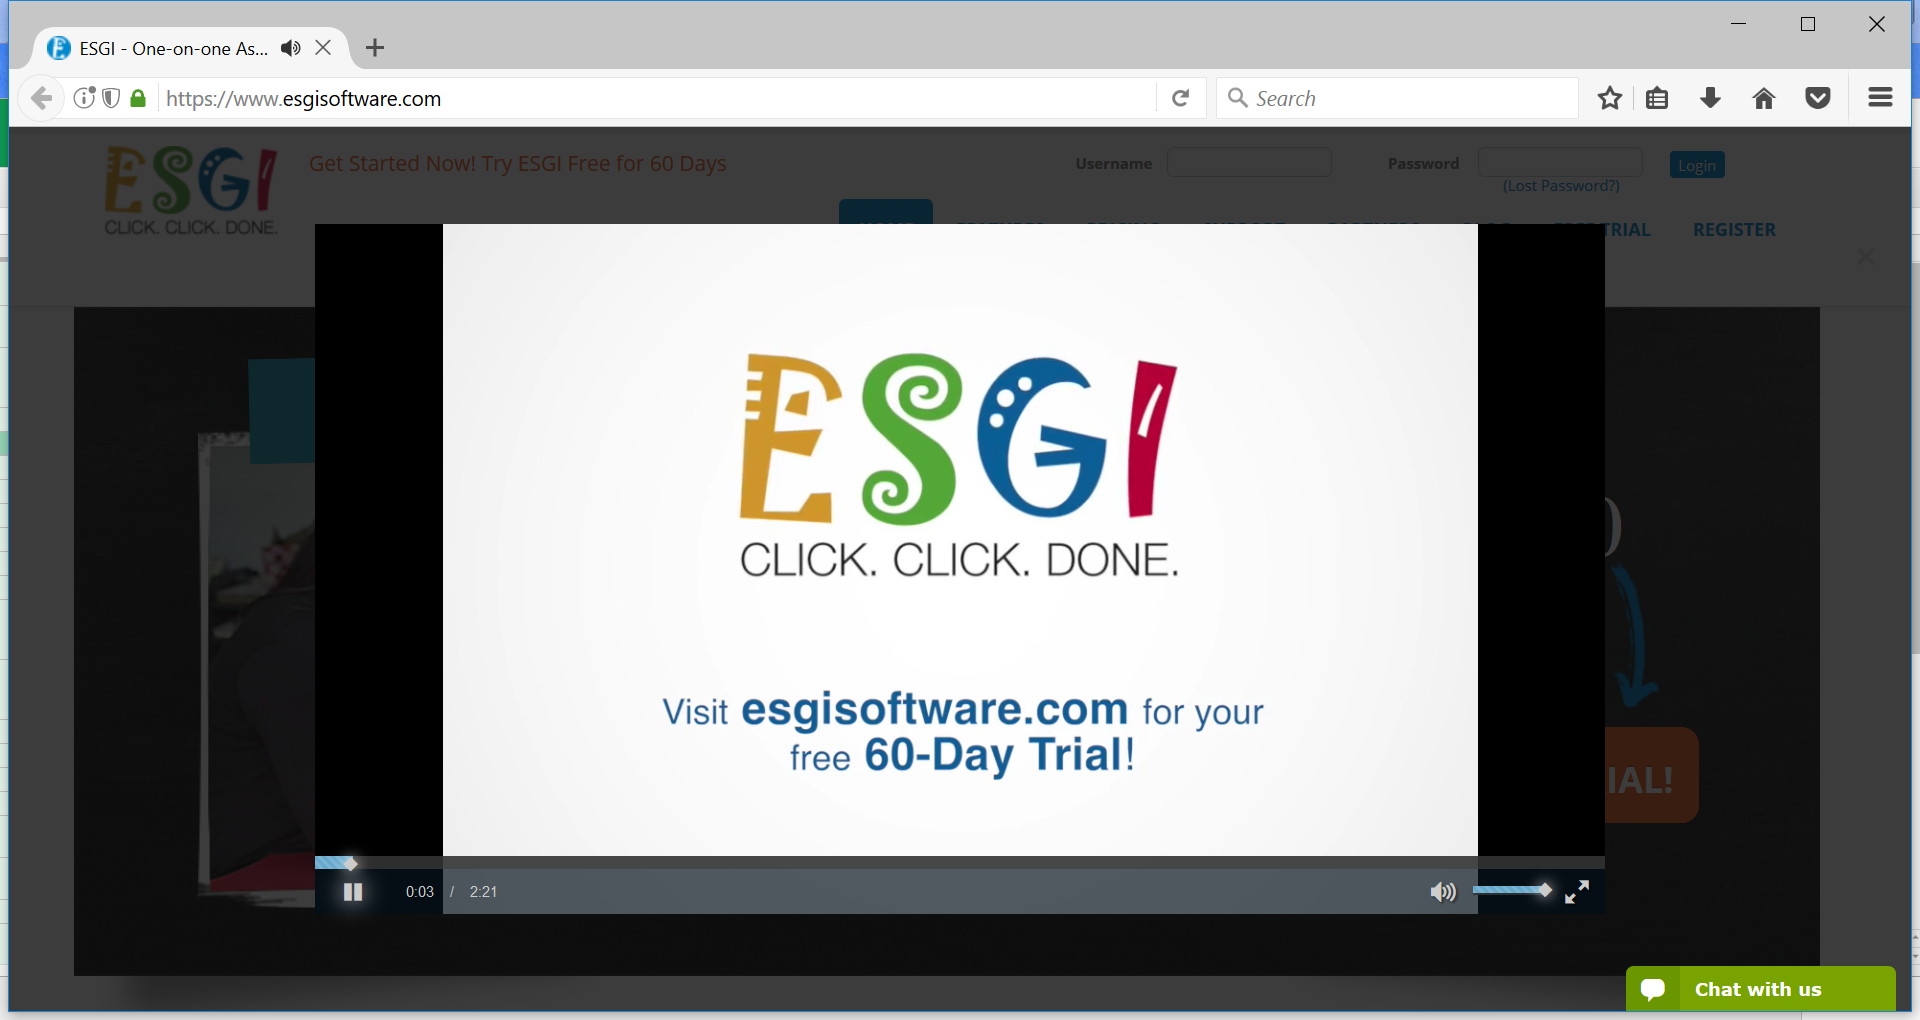 ESGI - One-on-one As...
https://www.esgisoftware.com
Search
ESGI
CLICK. CLICK. DONE.
Get Started Now! Try ESGI Free for 60 Days
Username
Password
Login
(Lost Password?)
TRIAL
REGISTER
ESGI
CLICK. CLICK. DONE.
Visit esgisoftware.com for your
free 60-Day Trial!
IAL!
0:03 / 2:21
Chat with us